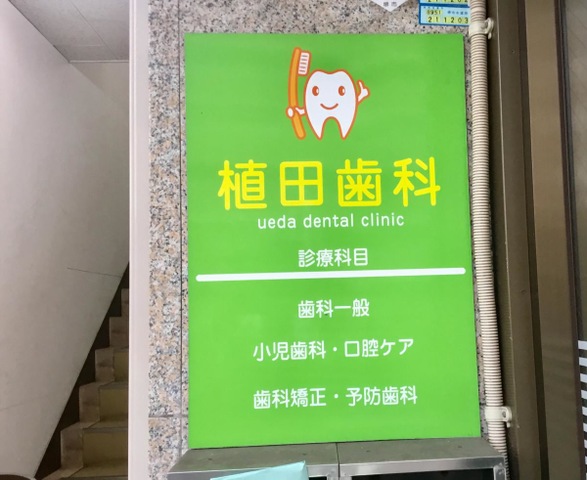 211203
植田歯科
ueda dental clinic
診療科目
歯科一般
小児歯科・口腔ケア
歯科矯正・予防歯科